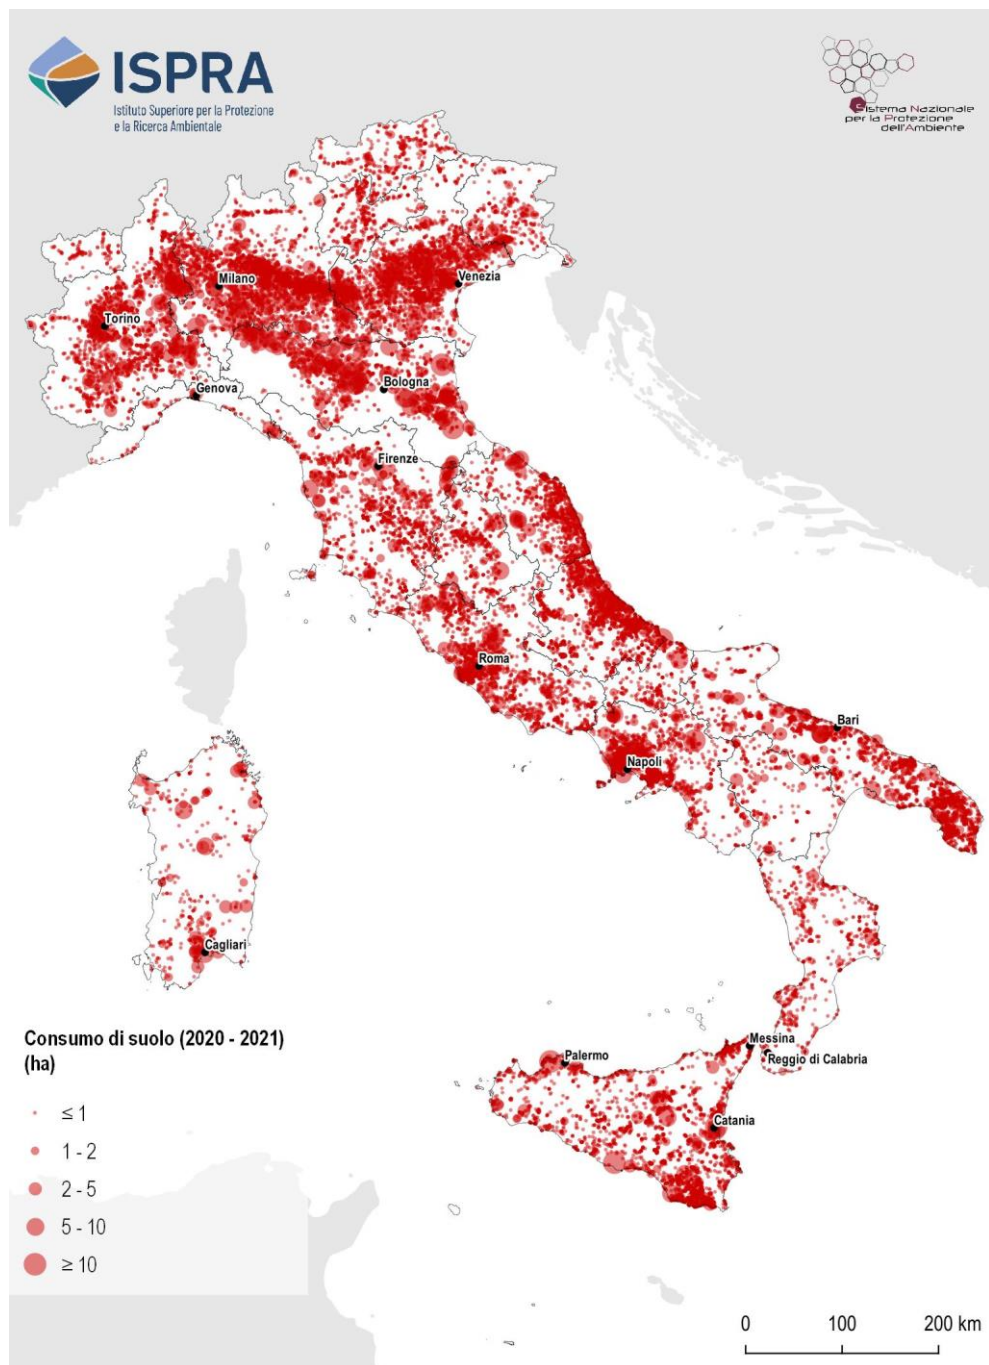 ISPRA
Istituto Superiore per la Protezione
e la Ricerca Ambientale
Sistema Nazionale
per la Protezione
dell'Ambiente
Milano
Venezia
Torino
Bologna
Genova
Firenze
Roma
Bari
Napoli
Cagliari
Messina
Reggio di Calabria
Palermo
Catania
Consumo di suolo (2020 - 2021)
(ha)
≤ 1
1 - 2
2 - 5
5 - 10
≥ 10
0 100 200 km